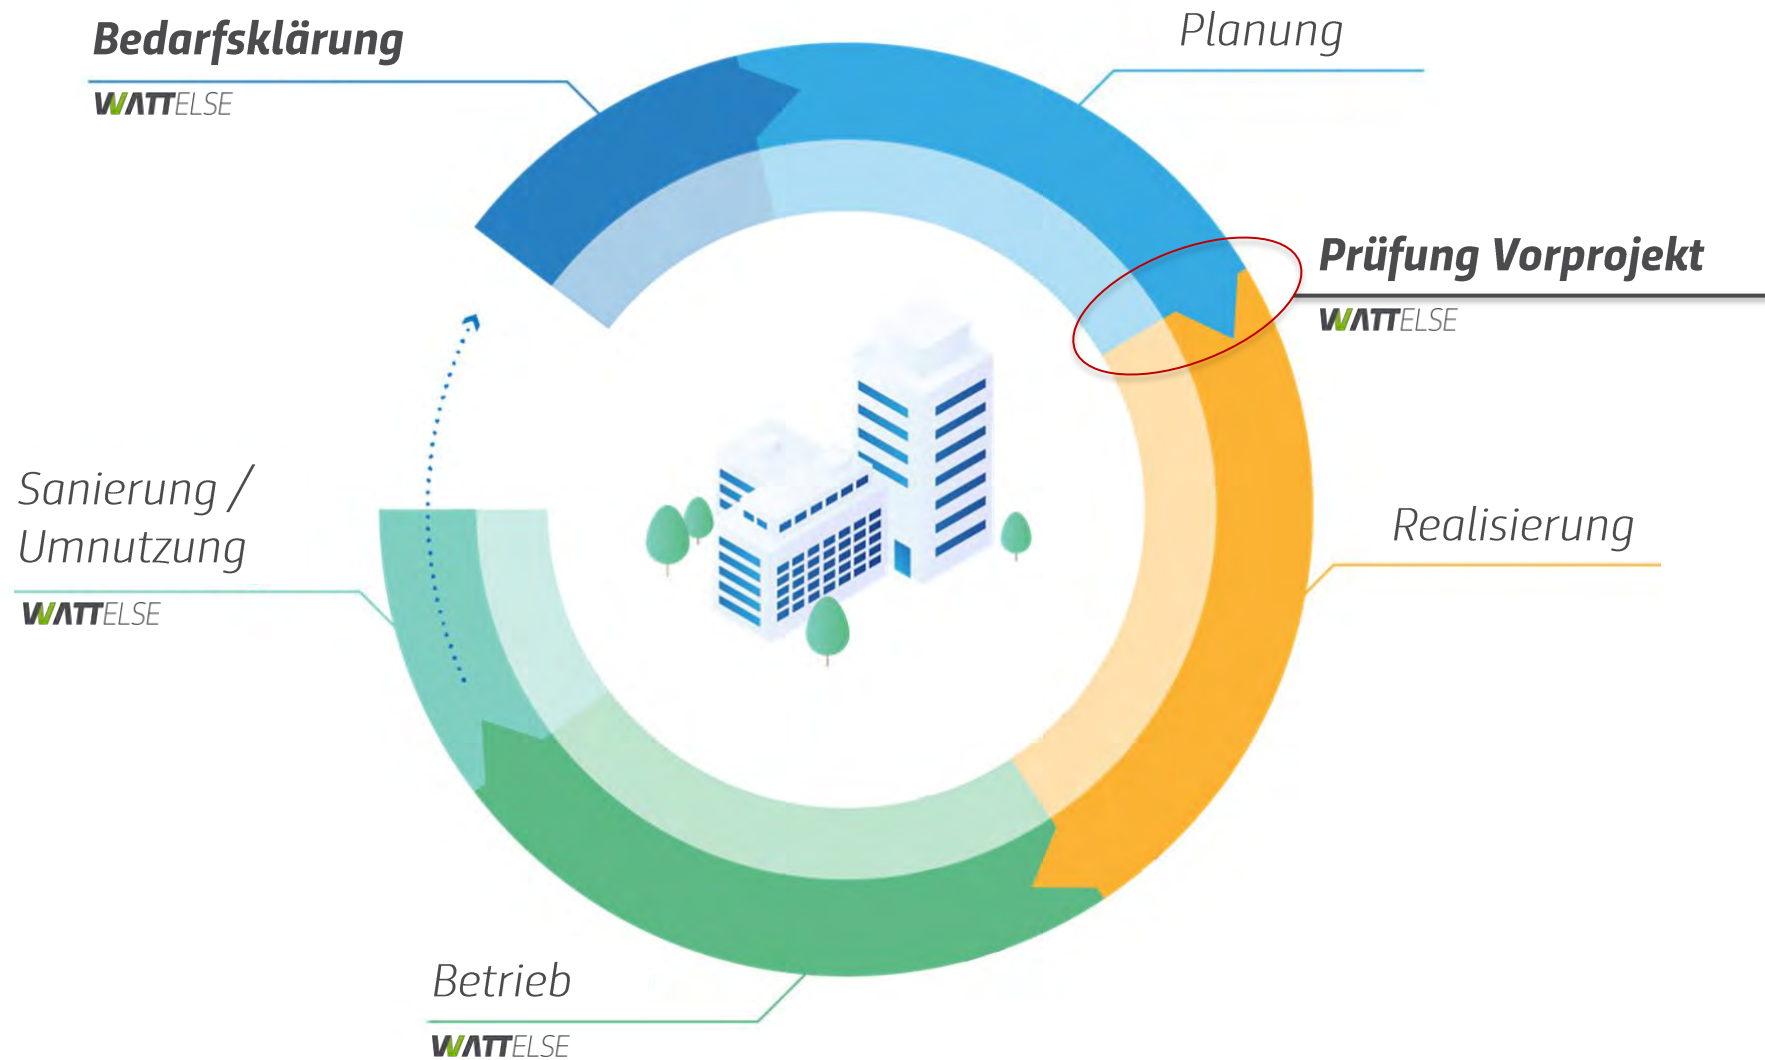 Bedarfsklärung
WATTELSE
Planung
Prüfung Vorprojekt
WATTELSE
Realisierung
Betrieb
WATTELSE
Sanierung /
Umnutzung
WATTELSE